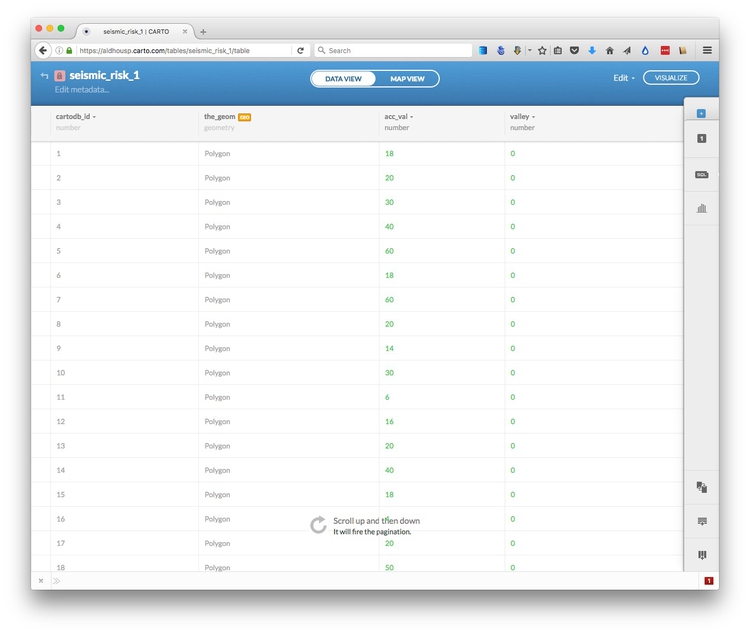 seismic_risk_1 | CARTO
https://aldhousp.carto.com/tables/seismic_risk_1/table
Search
seismic_risk_1
Edit metadata...
DATA VIEW MAP VIEW
Edit
VISUALIZE
cartodb_id the_geom GEO acc_val valley
number geometry number number
1 Polygon 18 0
2 Polygon 20 0
3 Polygon 30 0
4 Polygon 40 0
5 Polygon 60 0
6 Polygon 18 0
7 Polygon 60 0
8 Polygon 20 0
9 Polygon 14 0
10 Polygon 30 0
11 Polygon 6 0
12 Polygon 16 0
13 Polygon 20 0
14 Polygon 40 0
15 Polygon 18 0
16 Polygon 0
Scroll up and then down
It will fire the pagination.
17 Polygon 20 0
18 Polygon 50 0
1
SQL
1